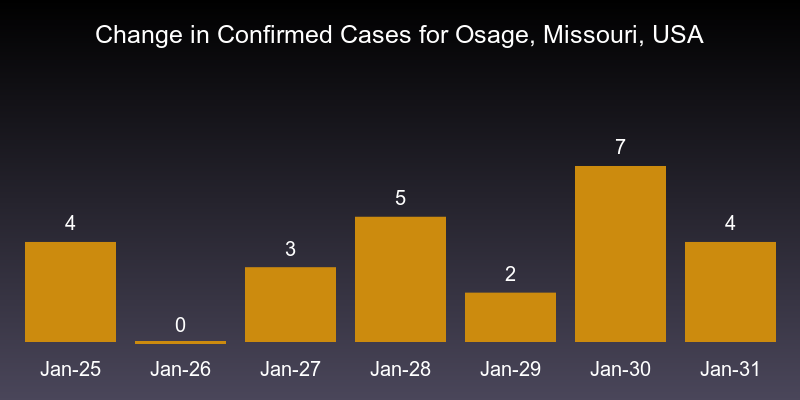 Change in Confirmed Cases for Osage, Missouri, USA
4
0
3
5
2
7
4
Jan-25
Jan-26
Jan-27
Jan-28
Jan-29
Jan-30
Jan-31